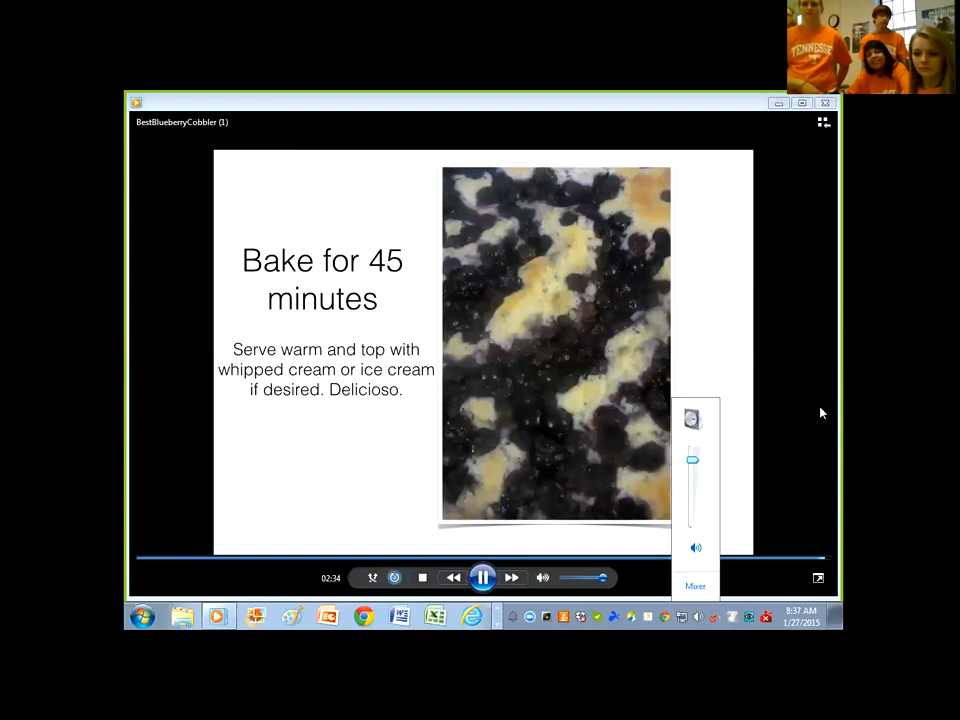 TENNESSEE
BestBlueberryCobbler (1)
Bake for 45
minutes
Serve warm and top with
whipped cream or ice cream
if desired. Delicioso.
02:34
Mixer
8:37 AM
1/27/2015